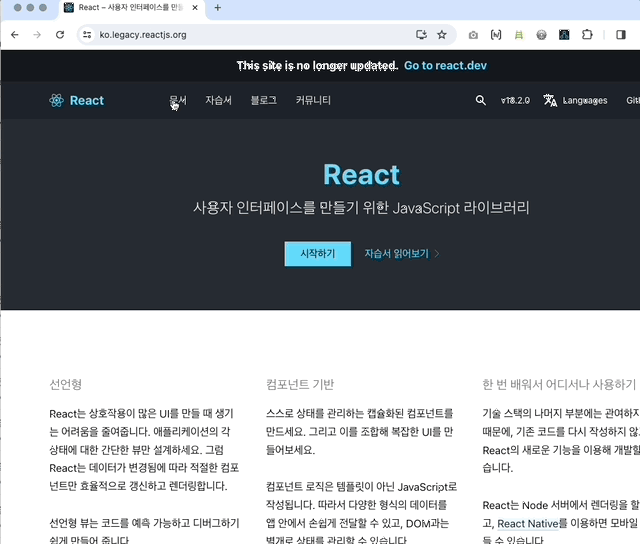 React – 사용자 인터페이스를 만들
ko.legacy.reactjs.org
This site is no longer updated. Go to react.dev
React 문서 자습서 블로그 커뮤니티 v18.2.0 Languages
React
사용자 인터페이스를 만들기 위한 JavaScript 라이브러리
시작하기 자습서 읽어보기
선언형
React는 상호작용이 많은 UI를 만들 때 생기
는 어려움을 줄여줍니다. 애플리케이션의 각
상태에 대한 간단한 뷰만 설계하세요. 그럼
React는 데이터가 변경됨에 따라 적절한 컴포
넌트만 효율적으로 갱신하고 렌더링합니다.
선언형 뷰는 코드를 예측 가능하고 디버그하기
쉽게 만들어 줍니다.
컴포넌트 기반
스스로 상태를 관리하는 캡슐화된 컴포넌트를
만드세요. 그리고 이를 조합해 복잡한 UI를 만
들어보세요.
컴포넌트 로직은 템플릿이 아닌 JavaScript로
작성됩니다. 따라서 다양한 형식의 데이터를
앱 안에서 손쉽게 전달할 수 있고, DOM과는
별개로 상태를 관리할 수 있습니다.
한 번 배워서 어디서나 사용하기
기술 스택의 나머지 부분에는 관여하지
때문에, 기존 코드를 다시 작성하지 않
React의 새로운 기능을 이용해 개발할
습니다.
React는 Node 서버에서 렌더링을 할
고, React Native를 이용하면 모바일
들 수 있습니다.